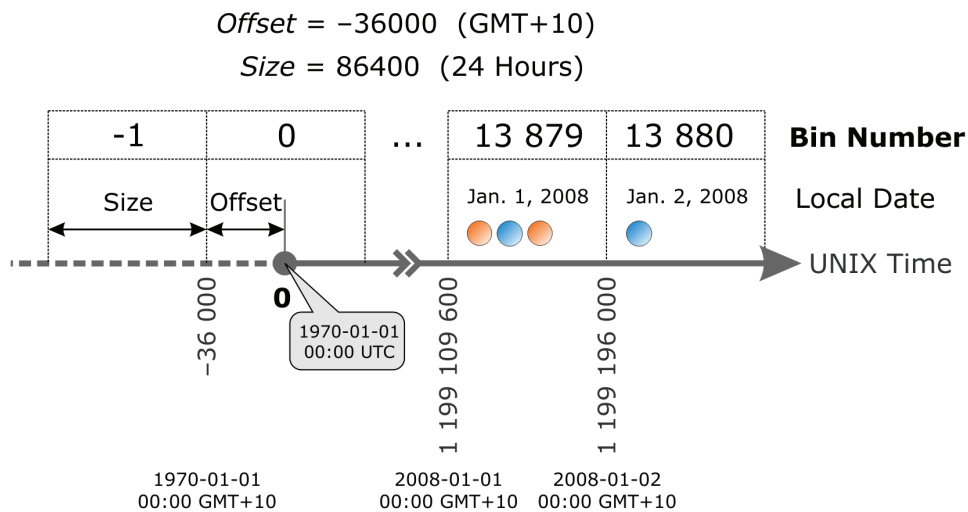 Offset = –36000 (GMT+10)
Size = 86400 (24 Hours)
-1 0 ... 13 879 13 880 Bin Number
Size Offset Jan. 1, 2008 Jan. 2, 2008 Local Date
UNIX Time
0
1970-01-01
00:00 UTC
–36 000
1 199 109 600
1 199 196 000
1970-01-01
00:00 GMT+10
2008-01-01
00:00 GMT+10
2008-01-02
00:00 GMT+10